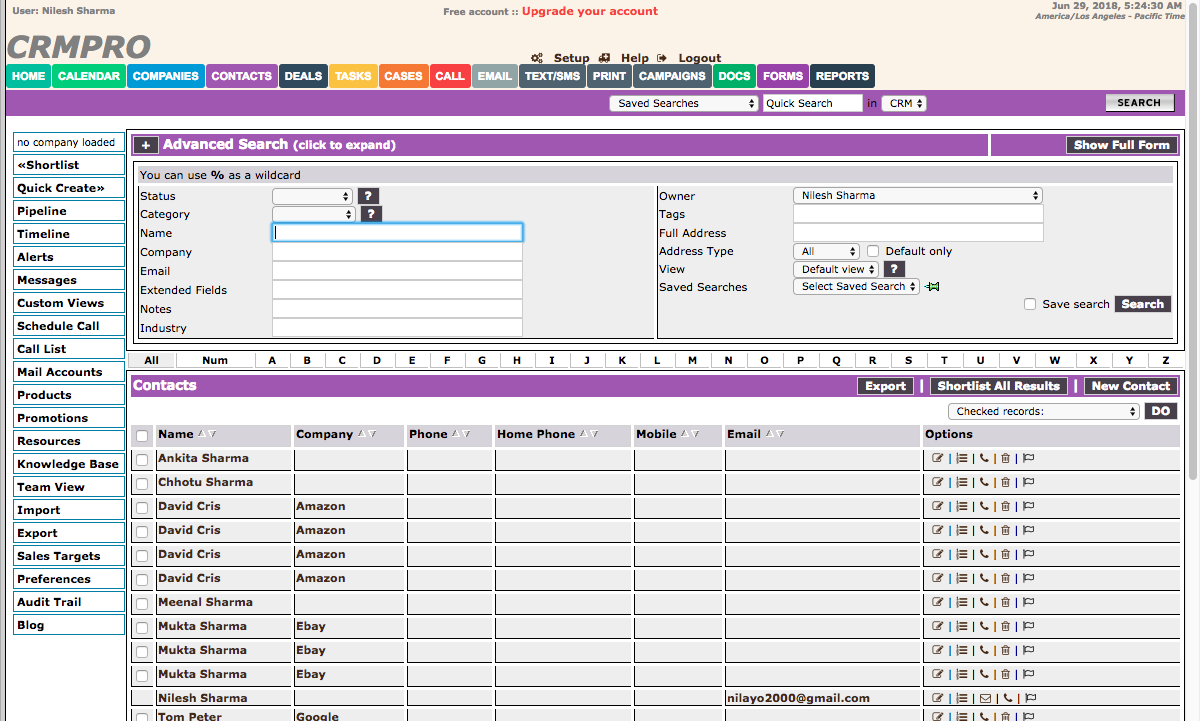 User: Nilesh Sharma
Free account :: Upgrade your account
Jun 29, 2018, 5:24:30 AM
America/Los Angeles - Pacific Time
CRMPRO
Setup Help Logout
HOME CALENDAR COMPANIES CONTACTS DEALS TASKS CASES CALL EMAIL TEXT/SMS PRINT CAMPAIGNS DOCS FORMS REPORTS
Saved Searches Quick Search in CRM SEARCH
no company loaded
«Shortlist
Quick Create»
Pipeline
Timeline
Alerts
Messages
Custom Views
Schedule Call
Call List
Mail Accounts
Products
Promotions
Resources
Knowledge Base
Team View
Import
Export
Sales Targets
Preferences
Audit Trail
Blog
+ Advanced Search (click to expand) Show Full Form
You can use % as a wildcard
Status ?
Category ?
Name
Company
Email
Extended Fields
Notes
Industry
Owner Nilesh Sharma
Tags
Full Address
Address Type All Default only
View Default view ?
Saved Searches Select Saved Search
Save search Search
All Num A B C D E F G H I J K L M N O P Q R S T U V W X Y Z
Contacts Export | Shortlist All Results | New Contact
Checked records: DO
Name Company Phone Home Phone Mobile Email Options
Ankita Sharma | | | |
Chhotu Sharma | | | |
David Cris Amazon | | | |
David Cris Amazon | | | |
David Cris Amazon | | | |
David Cris Amazon | | | |
Meenal Sharma | | | |
Mukta Sharma Ebay | | | |
Mukta Sharma Ebay | | | |
Mukta Sharma Ebay | | | |
Nilesh Sharma nilayo2000@gmail.com | | | |
Tom Peter Google | | | |